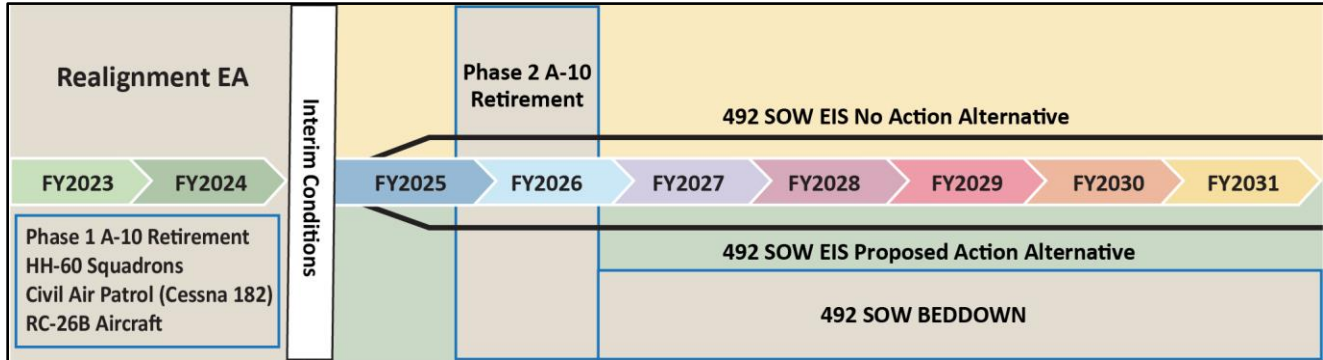 Realignment EA
Interim Conditions
Phase 2 A-10
Retirement
492 SOW EIS No Action Alternative
FY2023
FY2024
FY2025
FY2026
FY2027
FY2028
FY2029
FY2030
FY2031
Phase 1 A-10 Retirement
HH-60 Squadrons
Civil Air Patrol (Cessna 182)
RC-26B Aircraft
492 SOW EIS Proposed Action Alternative
492 SOW BEDDOWN